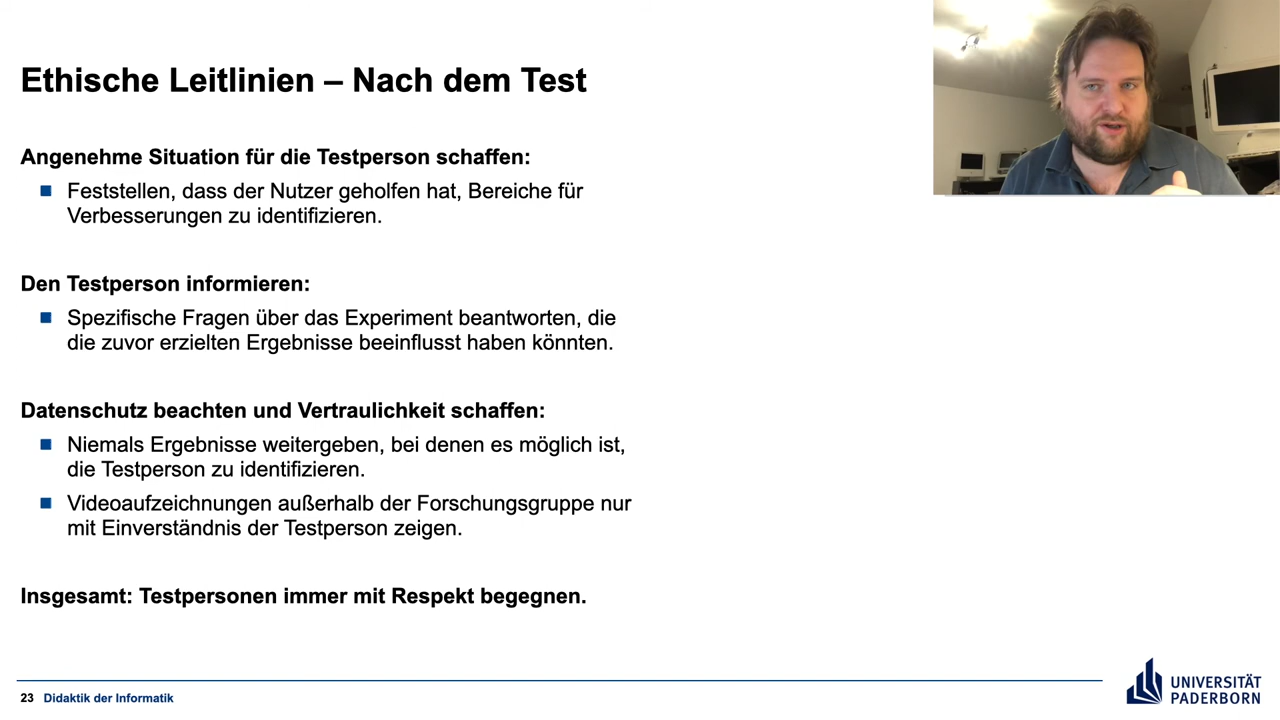 Ethische Leitlinien – Nach dem Test
Angenehme Situation für die Testperson schaffen:
Feststellen, dass der Nutzer geholfen hat, Bereiche für
Verbesserungen zu identifizieren.
Den Testperson informieren:
Spezifische Fragen über das Experiment beantworten, die
die zuvor erzielten Ergebnisse beeinflusst haben könnten.
Datenschutz beachten und Vertraulichkeit schaffen:
Niemals Ergebnisse weitergeben, bei denen es möglich ist,
die Testperson zu identifizieren.
Videoaufzeichnungen außerhalb der Forschungsgruppe nur
mit Einverständnis der Testperson zeigen.
Insgesamt: Testpersonen immer mit Respekt begegnen.
23 Didaktik der Informatik
UNIVERSITÄT
PADERBORN